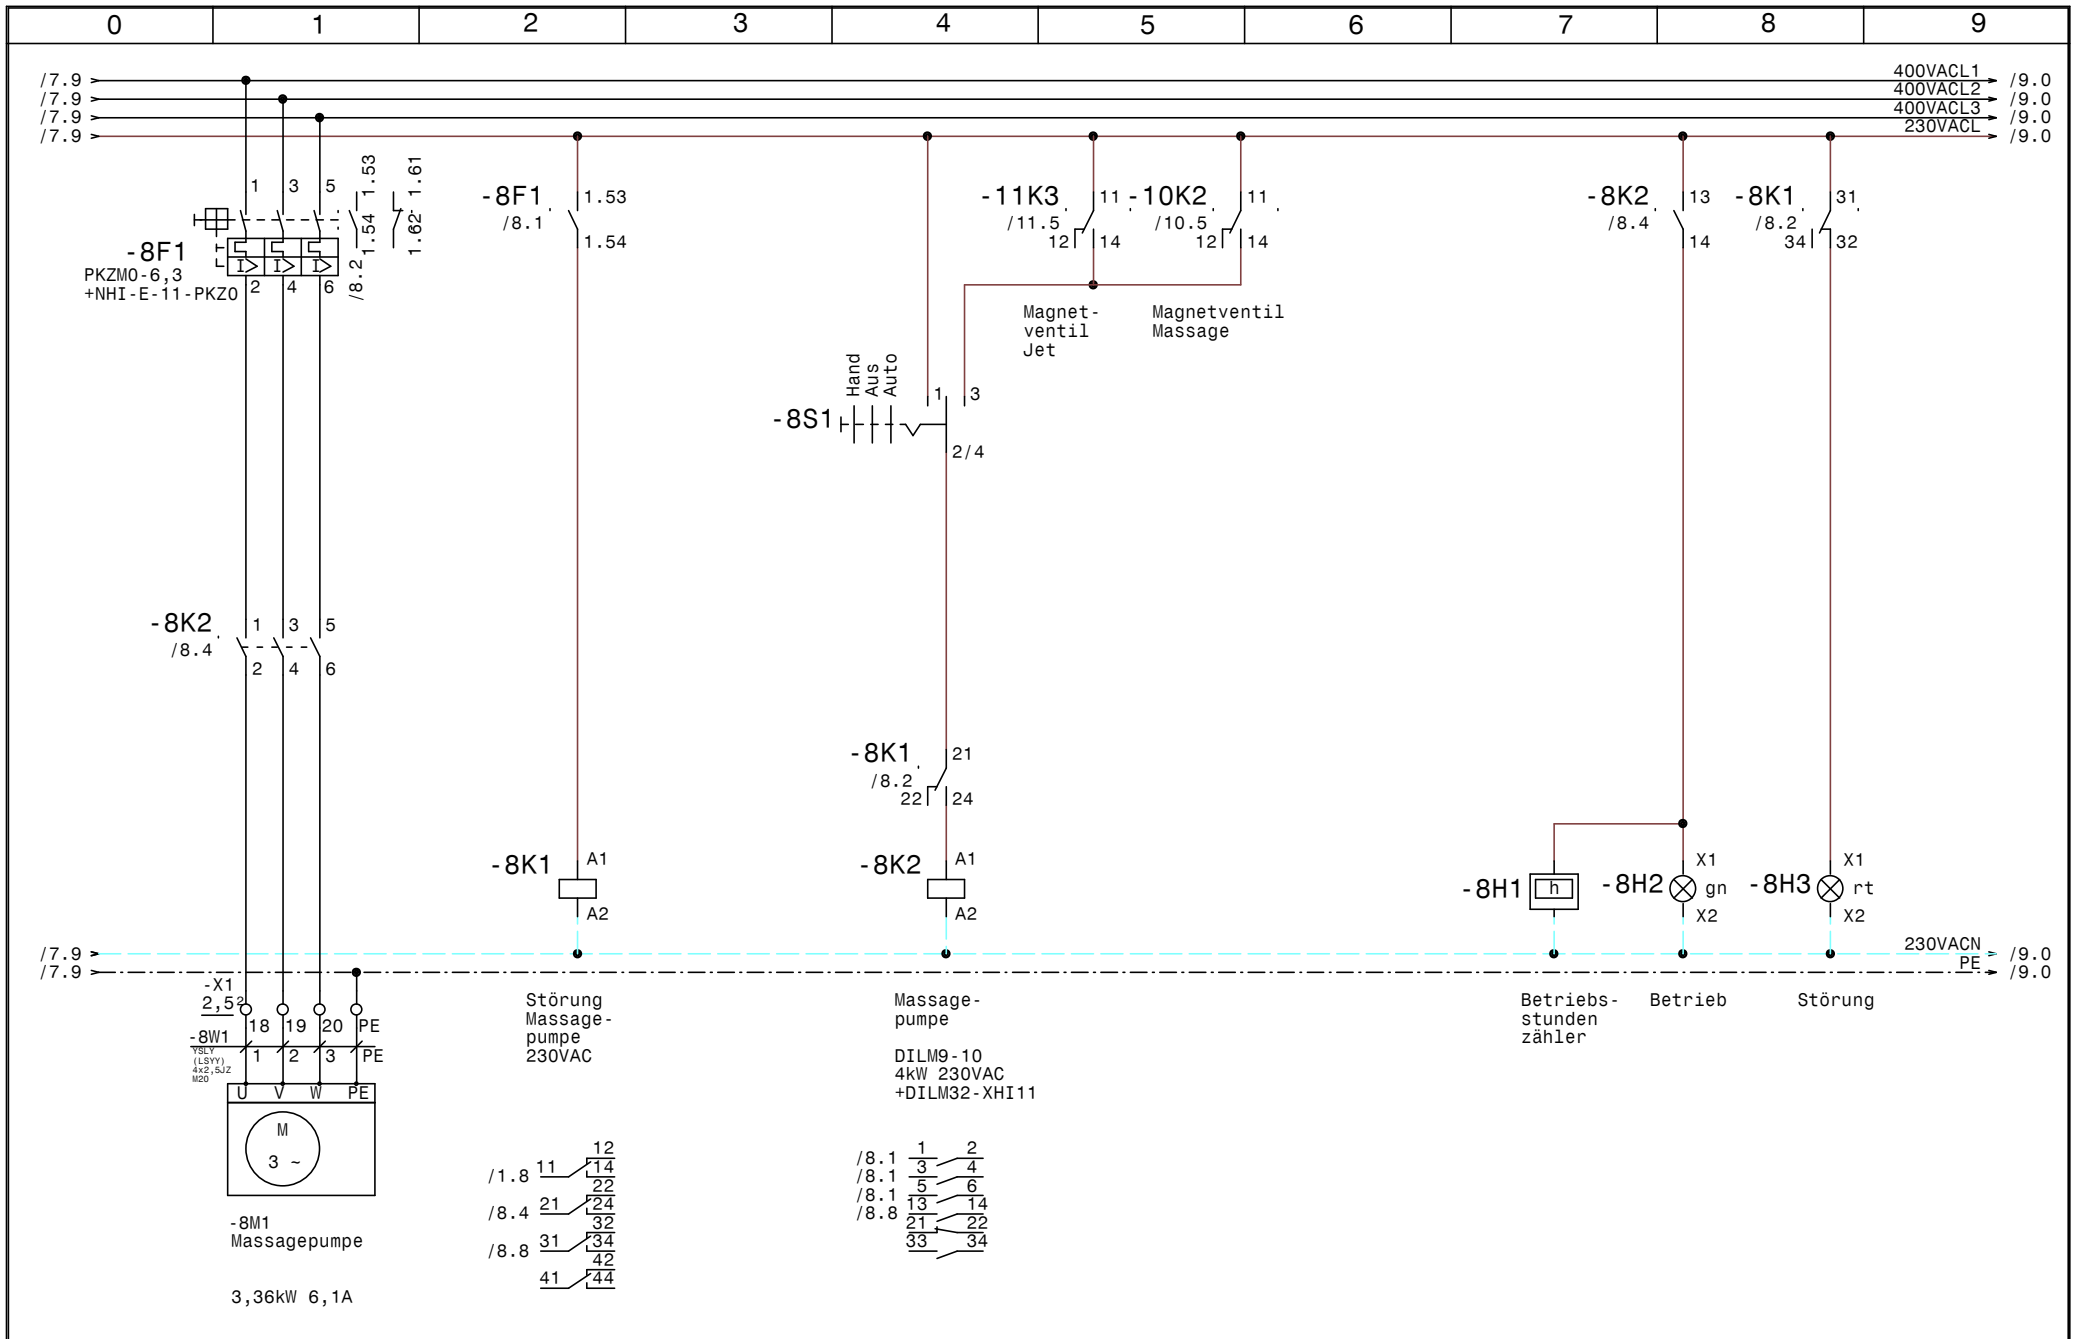 0 1 2 3 4 5 6 7 8 9
/7.9 400VACL1 /9.0
/7.9 400VACL2 /9.0
/7.9 400VACL3 /9.0
/7.9 230VACL /9.0
1 3 5
1.53
1.54
1.61
1.62
/8.2
-8F1
PKZM0-6,3
+NHI-E-11-PKZ0
I> I> I>
2 4 6
-8F1
/8.1
1.53
1.54
-11K3
/11.5
11
12 14
-10K2
/10.5
11
12 14
Magnet-
ventil
Jet
Magnetventil
Massage
-8K2
/8.4
13
14
-8K1
/8.2
31
34 32
Hand
Aus
Auto
-8S1
1 3
2/4
-8K2
/8.4
1 3 5
2 4 6
-8K1
/8.2
21
22 24
-8K1
A1
A2
-8K2
A1
A2
-8H1
h
-8H2
X1
gn
X2
-8H3
X1
rt
X2
/7.9 230VACN /9.0
/7.9 PE /9.0
-X1
2,5²
18 19 20 PE
-8W1
YSLY
(LSYY)
4x2,5JZ
M20
1 2 3 PE
U V W PE
M
3 ~
-8M1
Massagepumpe
3,36kW 6,1A
Störung
Massage-
pumpe
230VAC
Massage-
pumpe
DILM9-10
4kW 230VAC
+DILM32-XHI11
Betriebs-
stunden
zähler
Betrieb
Störung
12
/1.8 11 14
22
/8.4 21 24
32
/8.8 31 34
42
41 44
/8.1 1 2
/8.1 3 4
/8.1 5 6
/8.8 13 14
21 22
33 34